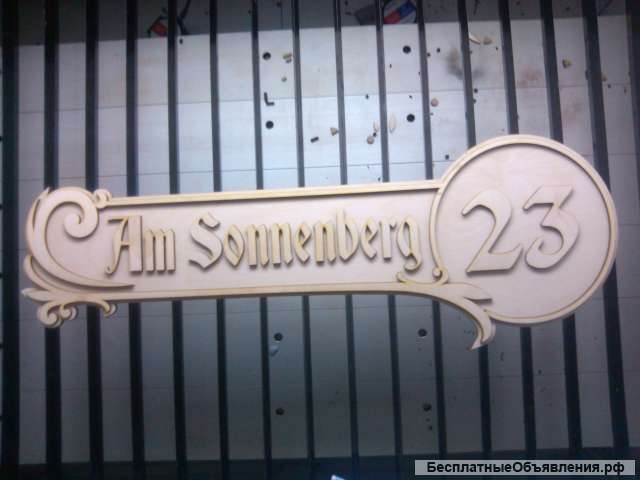 Am Sonnenberg 23
БесплатныеОбъявления.рф